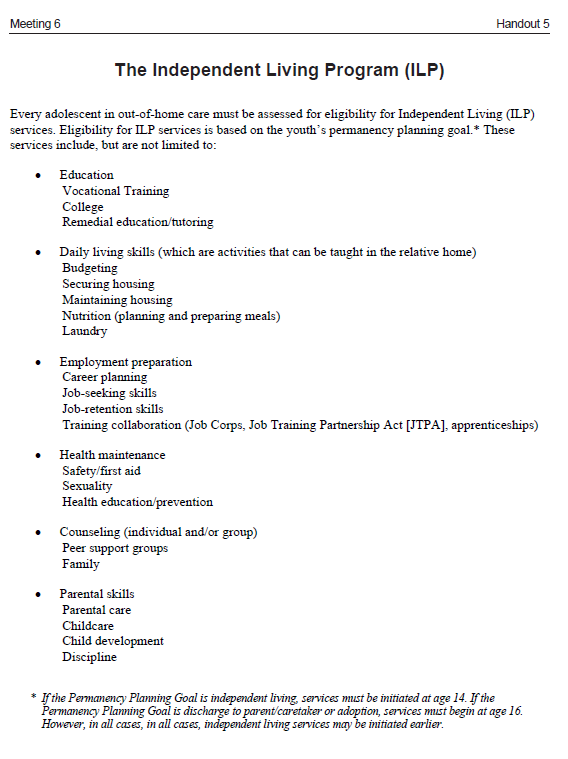 Meeting 6 Handout 5
The Independent Living Program (ILP)
Every adolescent in out-of-home care must be assessed for eligibility for Independent Living (ILP)
services. Eligibility for ILP services is based on the youth's permanency planning goal.* These
services include, but are not limited to:
• Education
Vocational Training
College
Remedial education/tutoring
• Daily living skills (which are activities that can be taught in the relative home)
Budgeting
Securing housing
Maintaining housing
Nutrition (planning and preparing meals)
Laundry
• Employment preparation
Career planning
Job-seeking skills
Job-retention skills
Training collaboration (Job Corps, Job Training Partnership Act [JTPA], apprenticeships)
• Health maintenance
Safety/first aid
Sexuality
Health education/prevention
• Counseling (individual and/or group)
Peer support groups
Family
• Parental skills
Parental care
Childcare
Child development
Discipline
* If the Permanency Planning Goal is independent living, services must be initiated at age 14. If the
Permanency Planning Goal is discharge to parent/caretaker or adoption, services must begin at age 16.
However, in all cases, in all cases, independent living services may be initiated earlier.